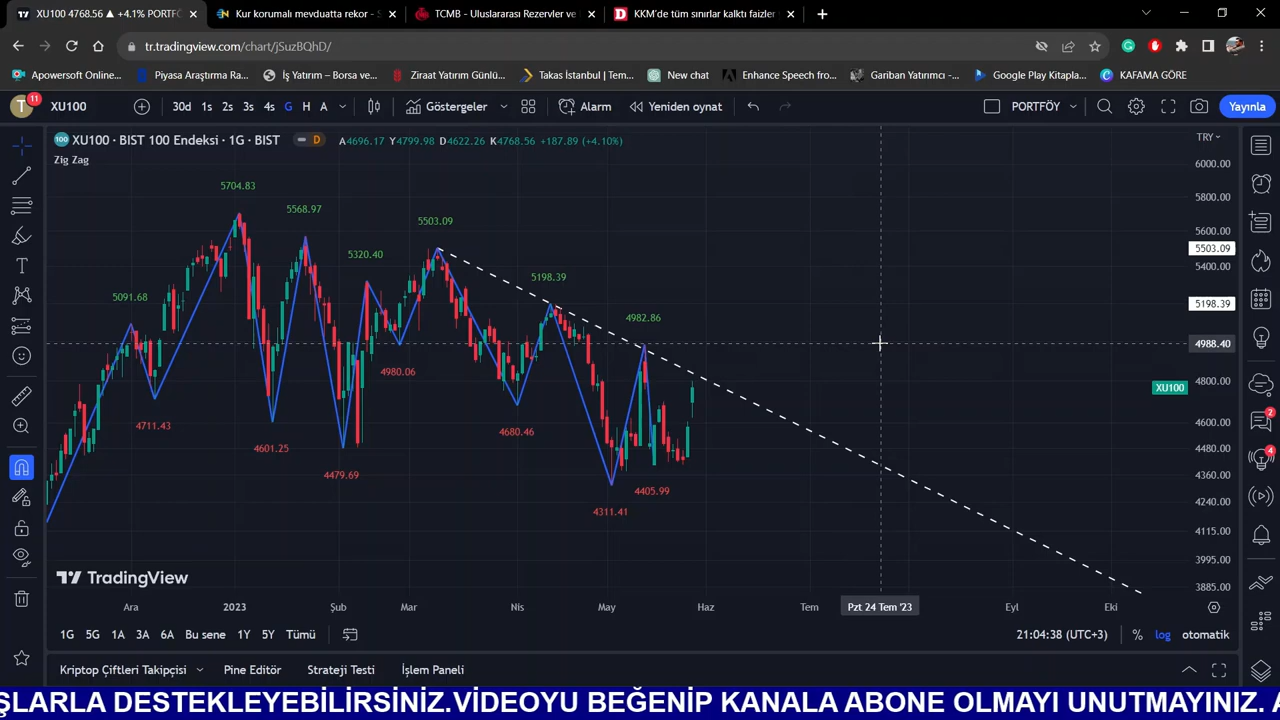 XU100 4768.56 ▲ +4.1% PORTFÖ
Kur korumalı mevduatta rekor - S
TCMB - Uluslararası Rezervler ve
KKM'de tüm sınırlar kalktı faizler
tr.tradingview.com/chart/jSuzBQhD/
Apowersoft Online...
Piyasa Araştırma Ra...
İş Yatırım – Borsa ve...
Ziraat Yatırım Günlü...
Takas İstanbul | Tem...
New chat
Enhance Speech fro...
Gariban Yatırımcı -...
Google Play Kitapla...
KAFAMA GÖRE
T
11
XU100
30d
1s
2s
3s
4s
G
H
A
Göstergeler
Alarm
Yeniden oynat
PORTFÖY
Yayınla
100
XU100 · BIST 100 Endeksi · 1G · BIST
D
A4696.17 Y4799.98 D4622.26 K4768.56 +187.89 (+4.10%)
Zig Zag
TRY
5704.83
5568.97
5503.09
5320.40
5198.39
5091.68
4982.86
4980.06
4711.43
4680.46
4601.25
4479.69
4405.99
4311.41
6000.00
5800.00
5600.00
5503.09
5400.00
5198.39
4988.40
4800.00
XU100
4600.00
4480.00
4360.00
4240.00
4115.00
3995.00
3885.00
2
4
TradingView
Ara
2023
Şub
Mar
Nis
May
Haz
Tem
Pzt 24 Tem '23
Eyl
Eki
1G
5G
1A
3A
6A
Bu sene
1Y
5Y
Tümü
21:04:38 (UTC+3)
%
log
otomatik
Kriptop Çiftleri Takipçisi
Pine Editör
Strateji Testi
İşlem Paneli
ŞLARLA DESTEKLEYEBİLİRSİNİZ.VİDEOYU BEĞENİP KANALA ABONE OLMAYI UNUTMAYINIZ. A